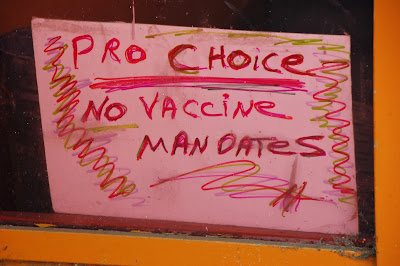 PRO CHOICE
NO VACCINE
MANDATES